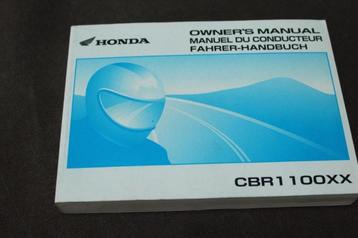 HONDA
OWNER'S MANUAL
MANUEL DU CONDUCTEUR
FAHRER-HANDBUCH
CBR1100XX